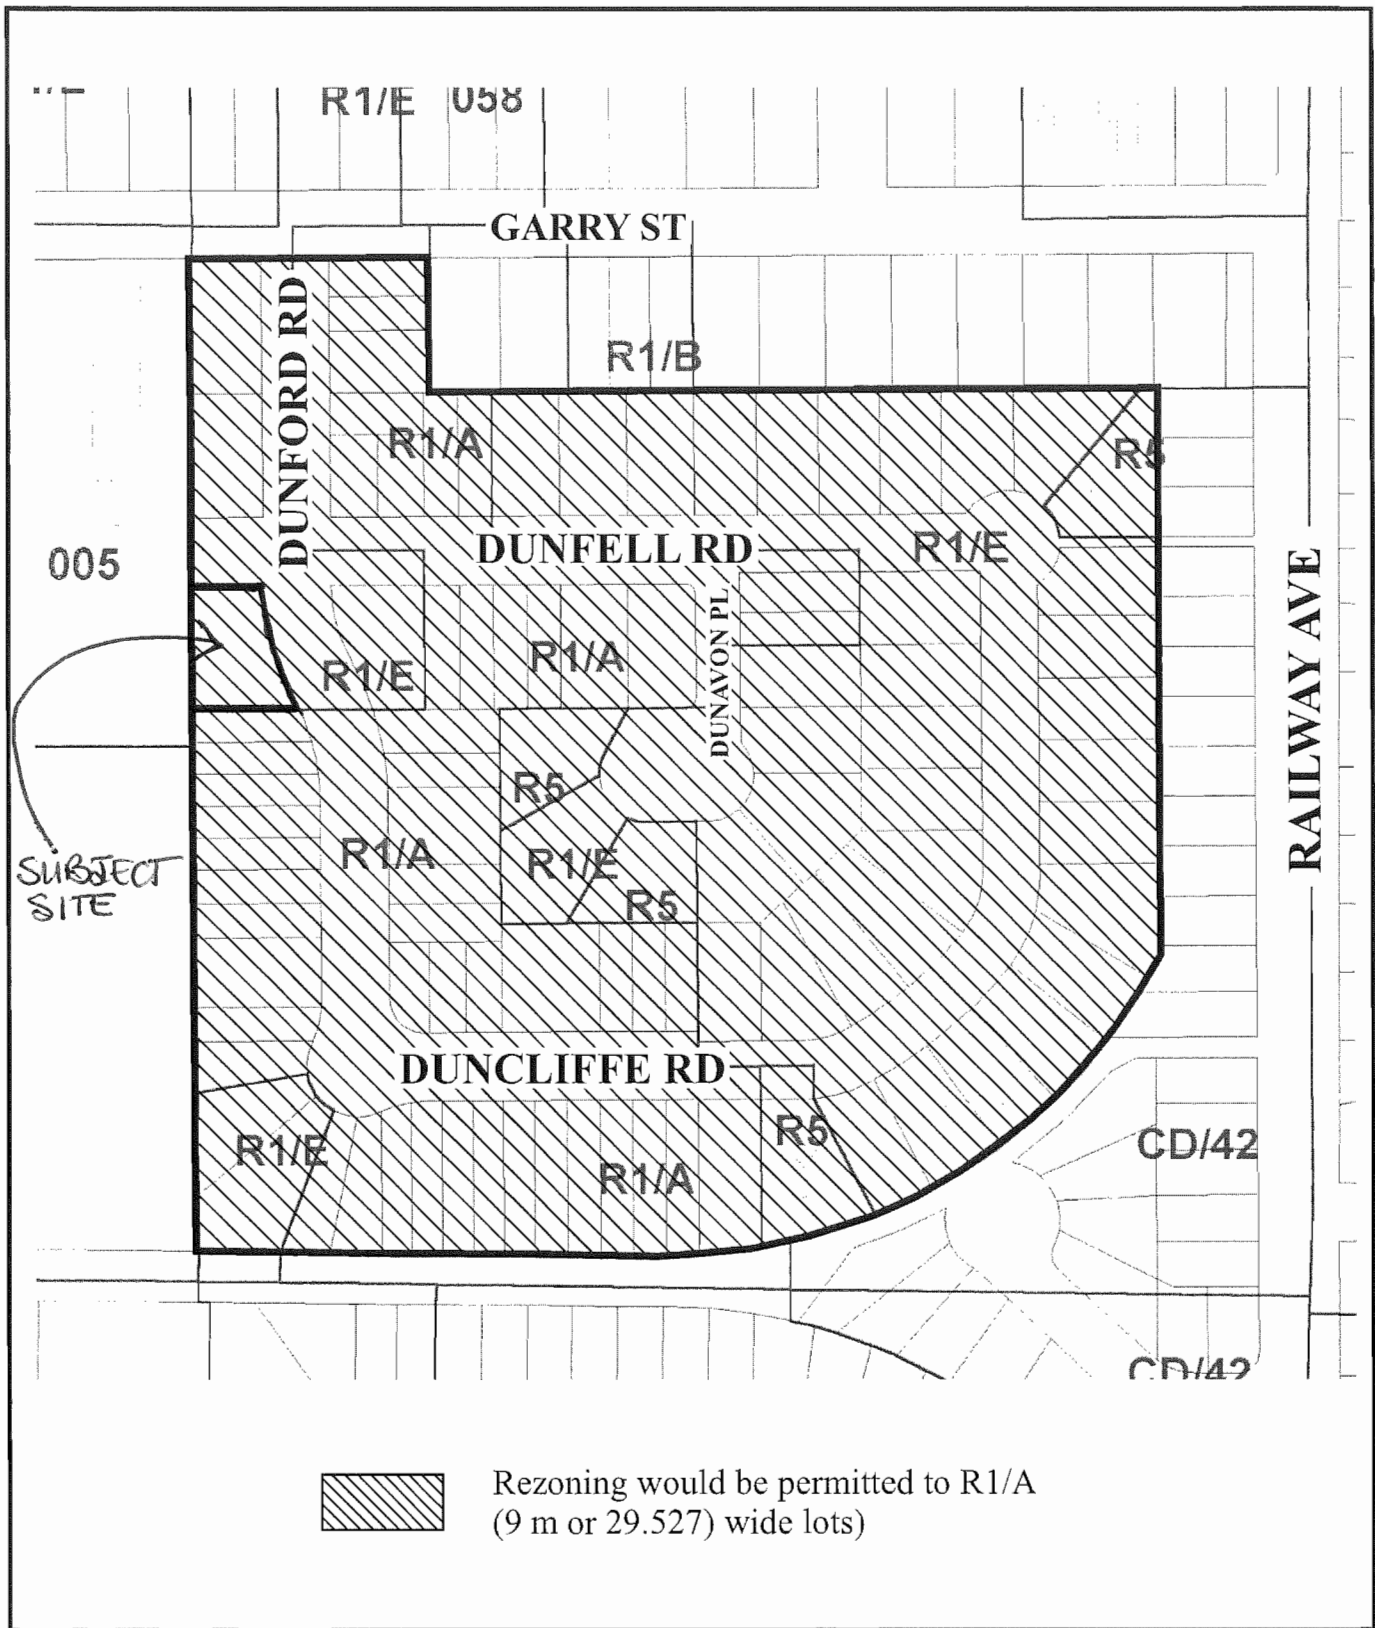 R1/E 058
GARRY ST
R1/B
DUNFORD RD
R1/A
R5
DUNFELL RD
R1/E
005
DUNAVON PL
R1/A
R1/E
RAILWAY AVE
R5
R1/A
R1/E
R5
SUBJECT
SITE
DUNCLIFFE RD
R5
R1/E
R1/A
CD/42
CD/42
Rezoning would be permitted to R1/A
(9 m or 29.527) wide lots)